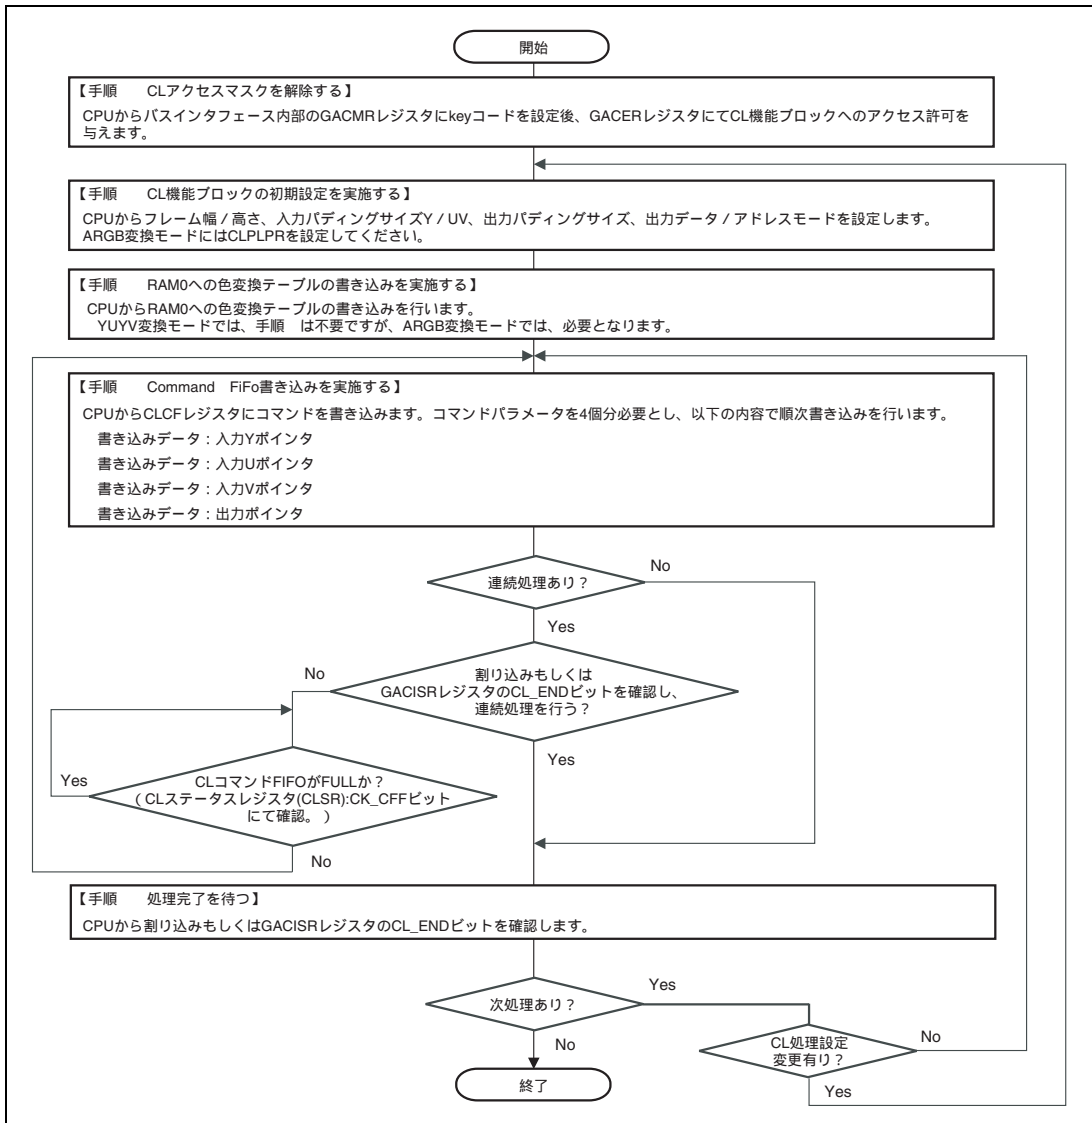 開始
【手順　　CLアクセスマスクを解除する】
CPUからバスインタフェース内部のGACMRレジスタにkeyコードを設定後、GACERレジスタにてCL機能ブロックへのアクセス許可を
与えます。
【手順　　CL機能ブロックの初期設定を実施する】
CPUからフレーム幅 / 高さ、入力パディングサイズY / UV、出力パディングサイズ、出力データ / アドレスモードを設定します。
ARGB変換モードにはCLPLPRを設定してください。
【手順　　RAM0への色変換テーブルの書き込みを実施する】
CPUからRAM0への色変換テーブルの書き込みを行います。
YUYV変換モードでは、手順　は不要ですが、ARGB変換モードでは、必要となります。
【手順　　Command　FiFo書き込みを実施する】
CPUからCLCFレジスタにコマンドを書き込みます。コマンドパラメータを4個分必要とし、以下の内容で順次書き込みを行います。
書き込みデータ：入力Yポインタ
書き込みデータ：入力Uポインタ
書き込みデータ：入力Vポインタ
書き込みデータ：出力ポインタ
連続処理あり？
No
Yes
割り込みもしくは
GACISRレジスタのCL_ENDビットを確認し、
連続処理を行う？
No
Yes
CLコマンドFIFOがFULLか？
（CLステータスレジスタ(CLSR):CK_CFFビット
にて確認。）
Yes
No
【手順　　処理完了を待つ】
CPUから割り込みもしくはGACISRレジスタのCL_ENDビットを確認します。
次処理あり？
Yes
No
CL処理設定
変更有り？
No
Yes
終了